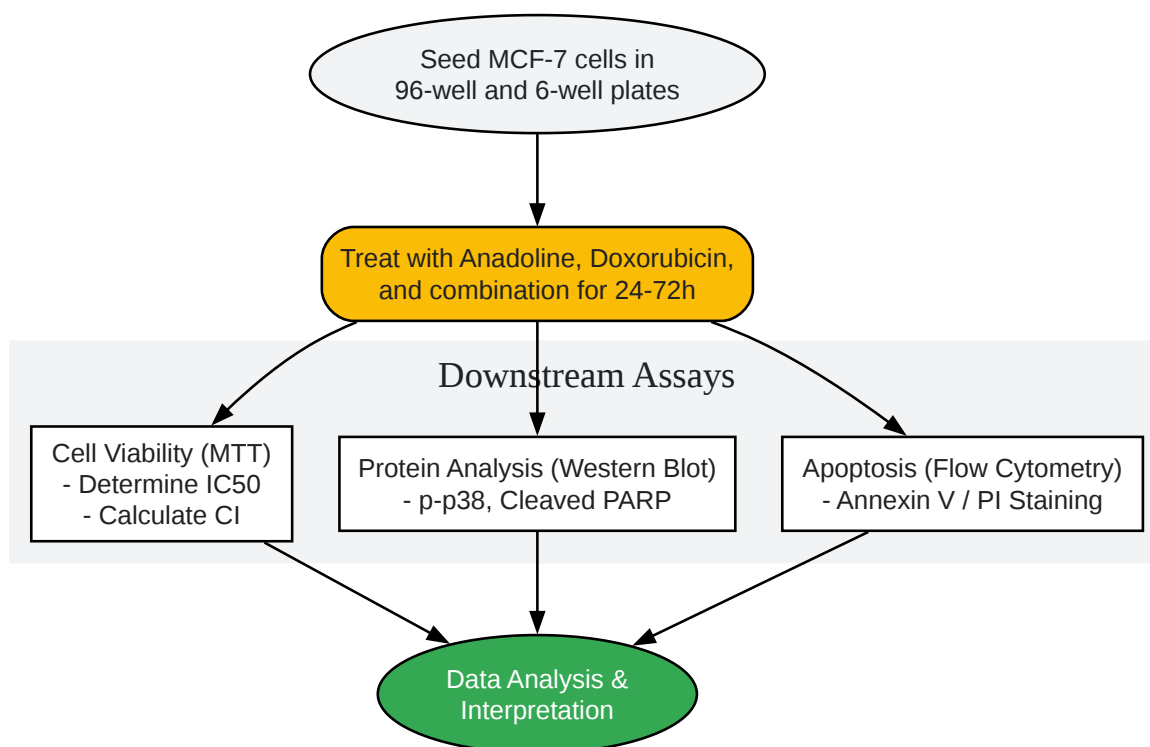 Seed MCF-7 cells in
96-well and 6-well plates
Treat with Anadoline, Doxorubicin,
and combination for 24-72h
Downstream Assays
Cell Viability (MTT)
- Determine IC50
- Calculate CI
Protein Analysis (Western Blot)
- p-p38, Cleaved PARP
Apoptosis (Flow Cytometry)
- Annexin V / PI Staining
Data Analysis &
Interpretation